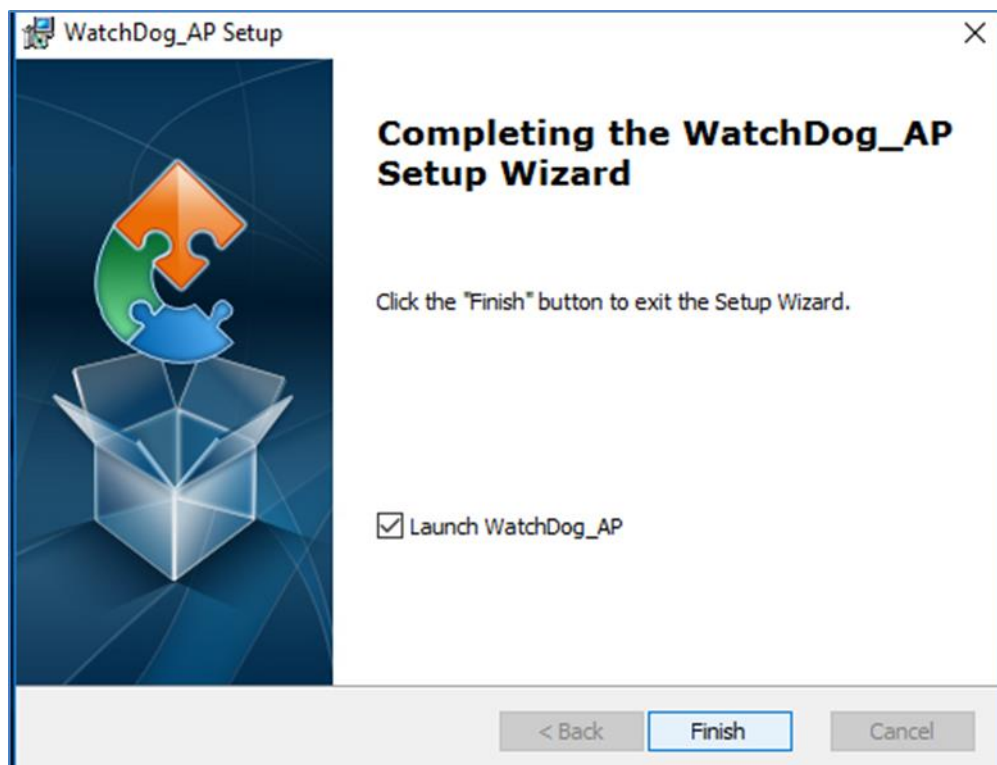 WatchDog_AP Setup
Completing the WatchDog_AP
Setup Wizard
Click the "Finish" button to exit the Setup Wizard.
Launch WatchDog_AP
< Back
Finish
Cancel